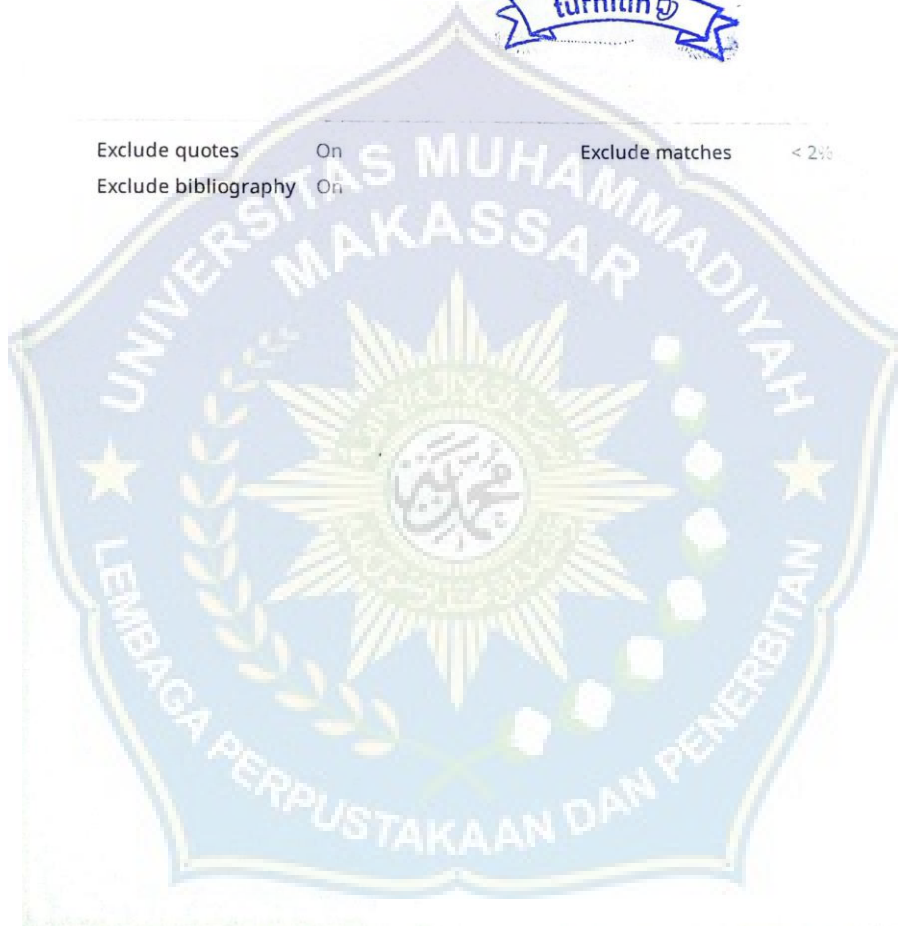 turnitin
Exclude quotes On
Exclude bibliography On
Exclude matches < 2%
UNIVERSITAS MUHAMMADIYAH
MAKASSAR
LEMBAGA PERPUSTAKAAN DAN PENERBITAN